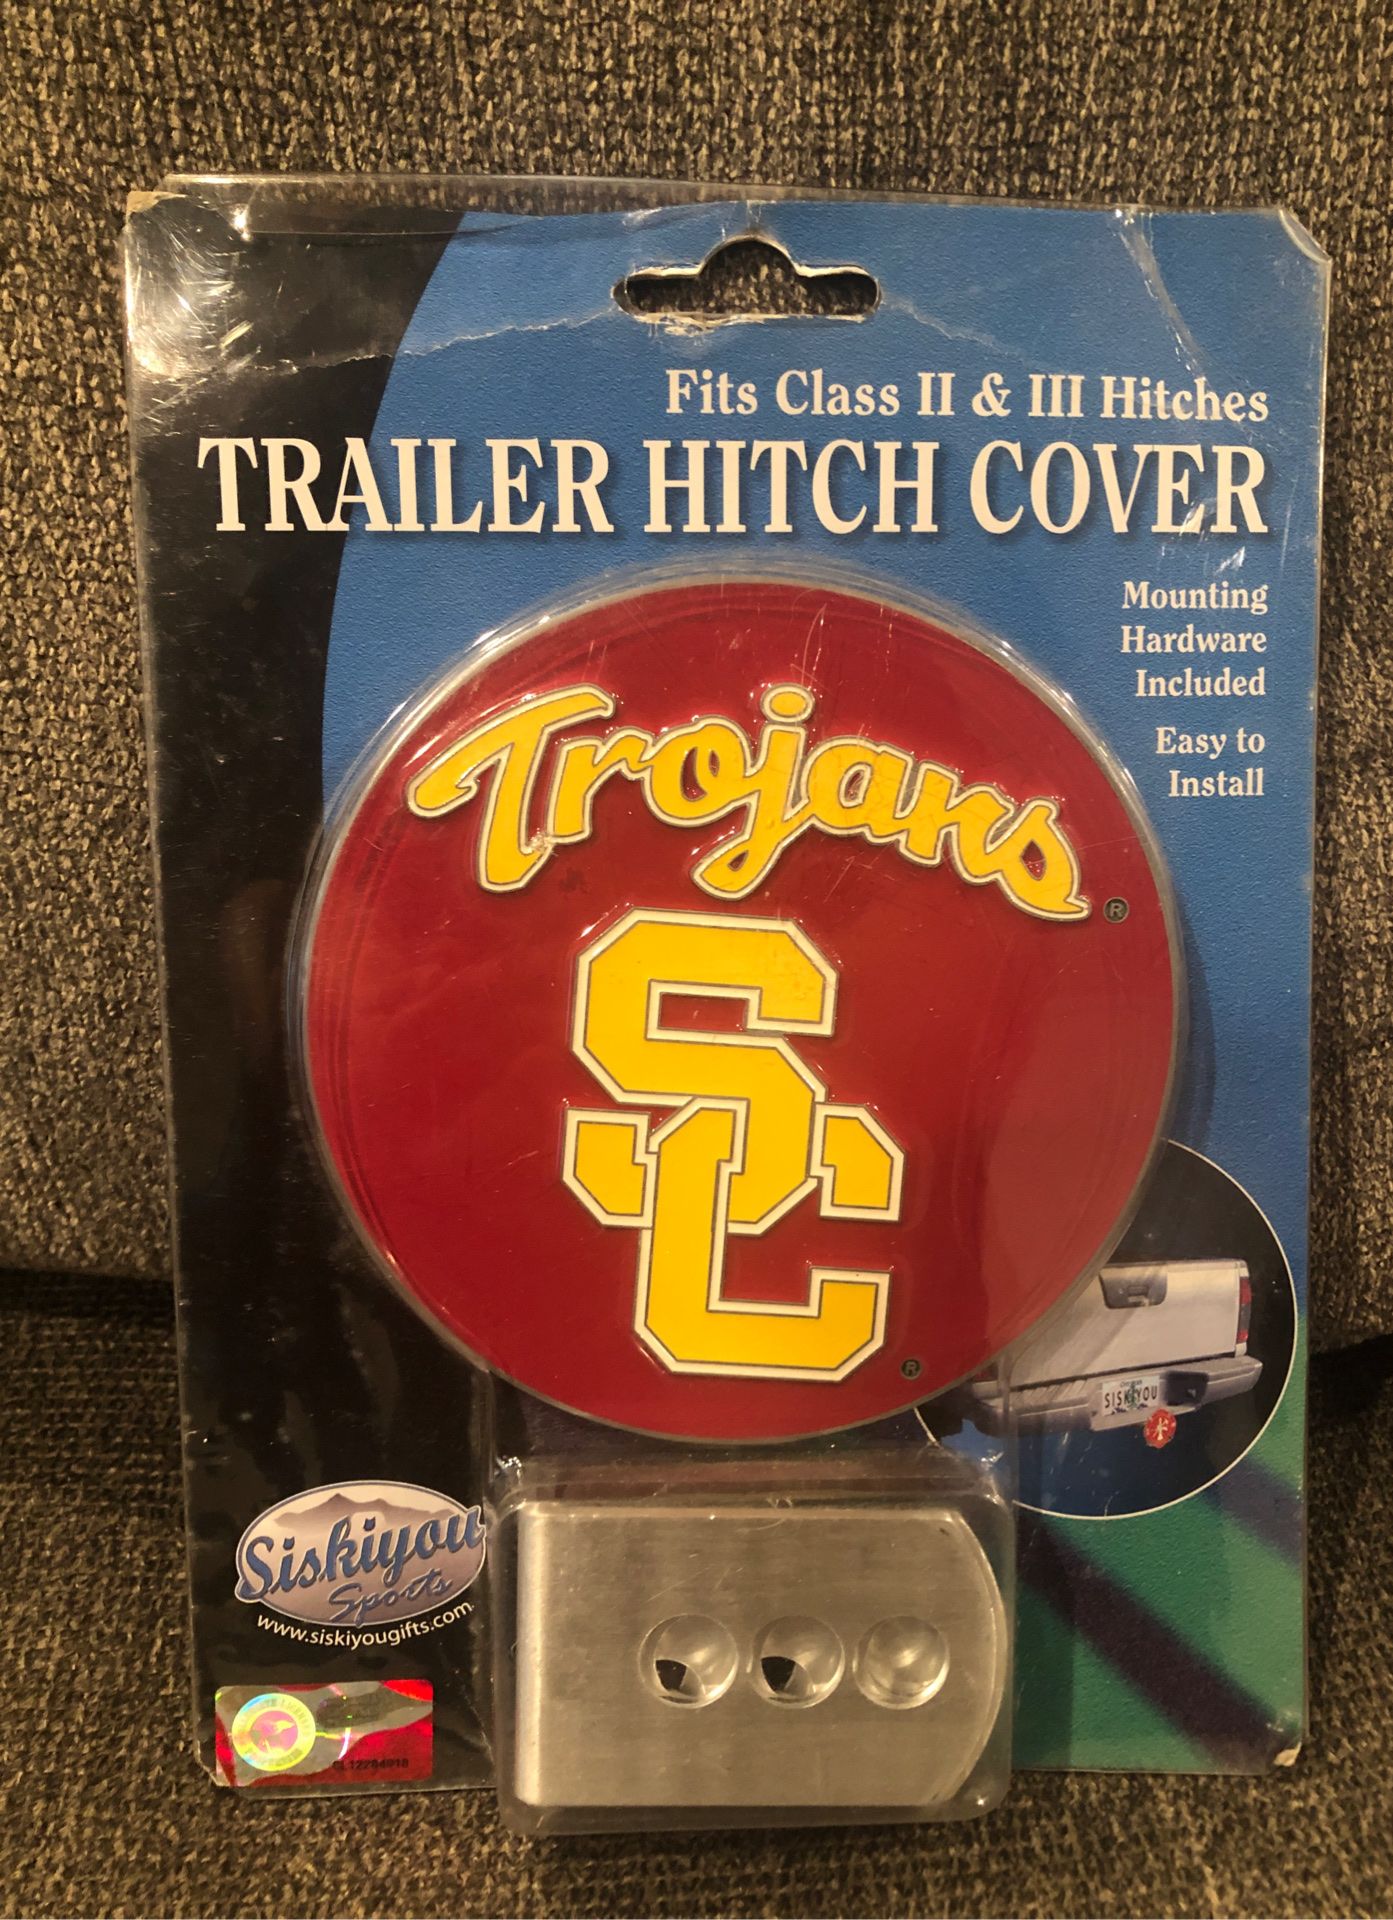 Fits Class II & III Hitches
TRAILER HITCH COVER
Mounting
Hardware
Included
Easy to
Install
Trojans
®
SC
®
SISKIYOU
Siskiyou
Sports
www.siskiyougifts.com